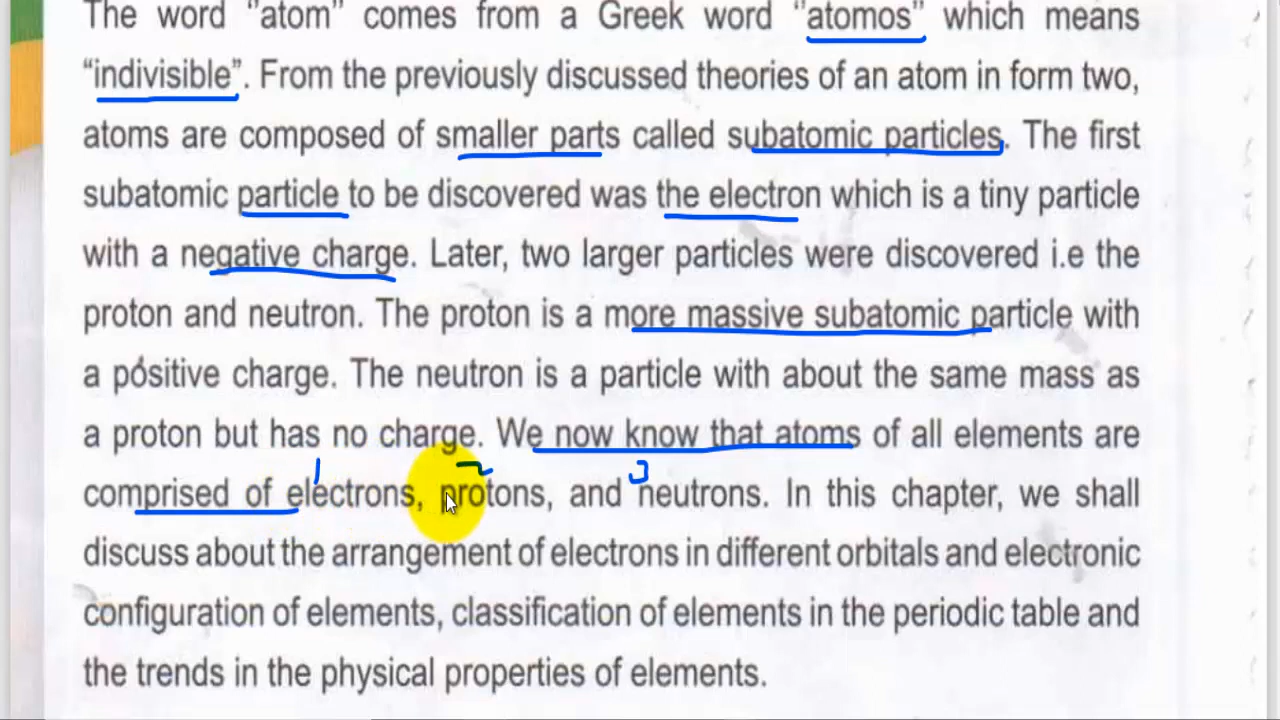 The word “atom” comes from a Greek word “atomos” which means
“indivisible”. From the previously discussed theories of an atom in form two,
atoms are composed of smaller parts called subatomic particles. The first
subatomic particle to be discovered was the electron which is a tiny particle
with a negative charge. Later, two larger particles were discovered i.e the
proton and neutron. The proton is a more massive subatomic particle with
a pósitive charge. The neutron is a particle with about the same mass as
a proton but has no charge. We now know that atoms of all elements are
1 2 3
comprised of electrons, protons, and neutrons. In this chapter, we shall
discuss about the arrangement of electrons in different orbitals and electronic
configuration of elements, classification of elements in the periodic table and
the trends in the physical properties of elements.